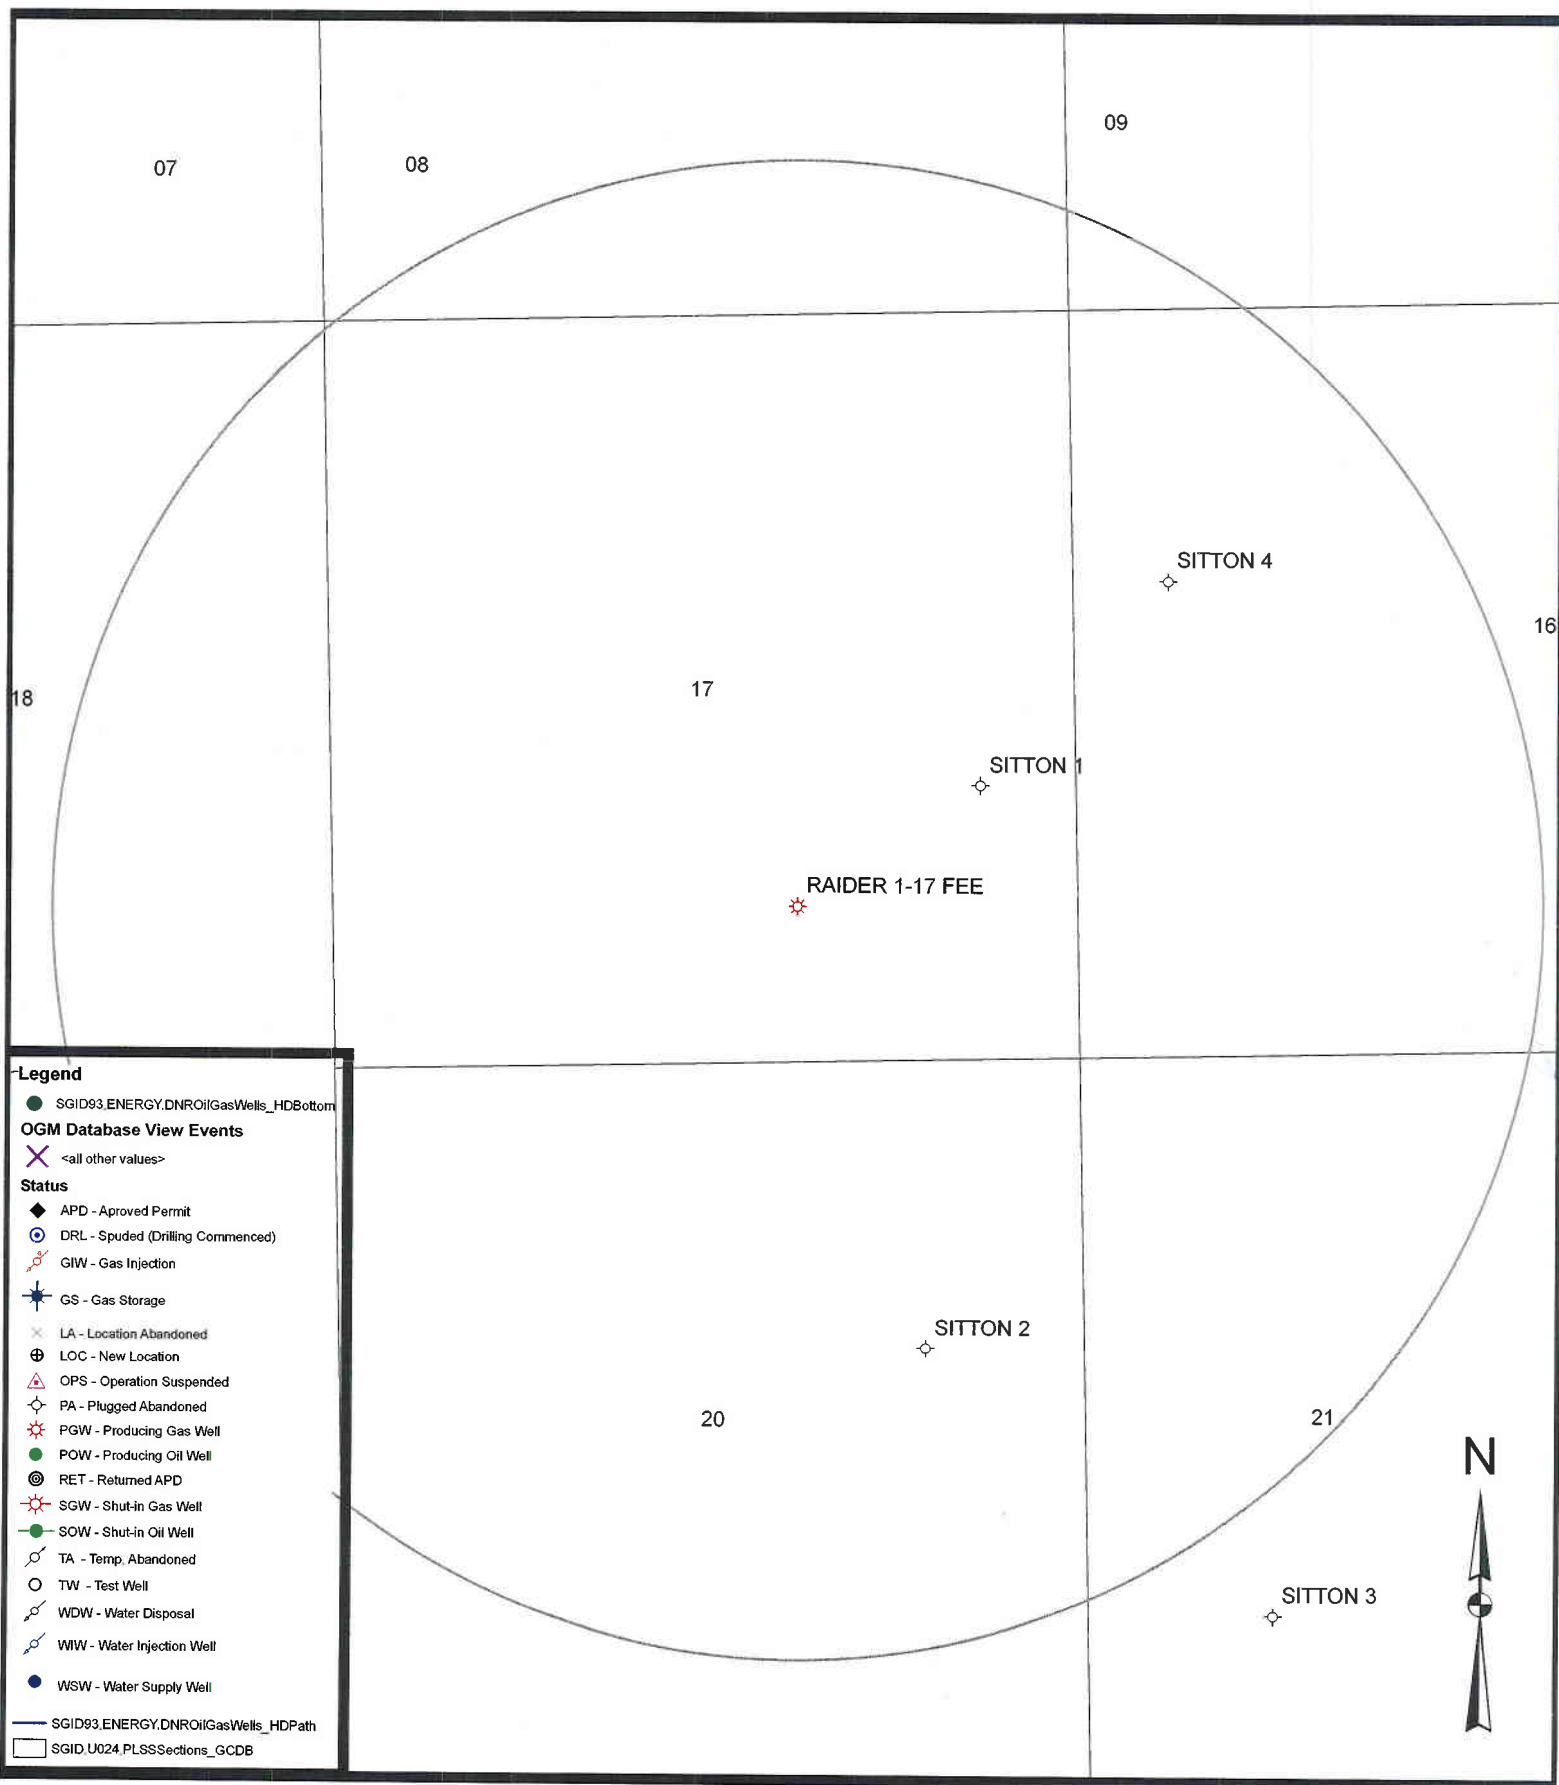 09
07
08
SITTON 4
16
17
18
SITTON 1
RAIDER 1-17 FEE
SITTON 2
20
21
N
SITTON 3
Legend
SGID93.ENERGY.DNROilGasWells_HDBottom
OGM Database View Events
<all other values>
Status
APD - Aproved Permit
DRL - Spuded (Drilling Commenced)
GIW - Gas Injection
GS - Gas Storage
LA - Location Abandoned
LOC - New Location
OPS - Operation Suspended
PA - Plugged Abandoned
PGW - Producing Gas Well
POW - Producing Oil Well
RET - Returned APD
SGW - Shut-in Gas Well
SOW - Shut-in Oil Well
TA - Temp. Abandoned
TW - Test Well
WDW - Water Disposal
WIW - Water Injection Well
WSW - Water Supply Well
SGID93.ENERGY.DNROilGasWells_HDPath
SGID.U024.PLSSSections_GCDB